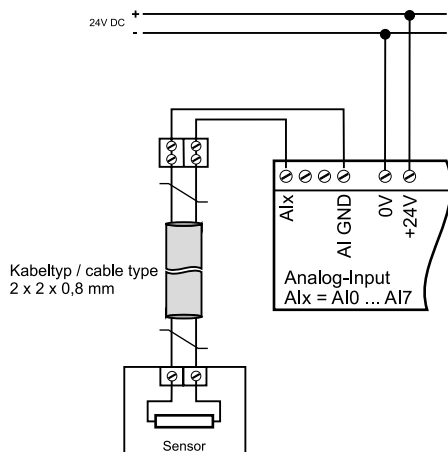 +
24V DC
-
AIx
AI GND
0V
+24V
Analog-Input
AIx = AI0 ... AI7
Kabeltyp / cable type
2 x 2 x 0,8 mm
Sensor